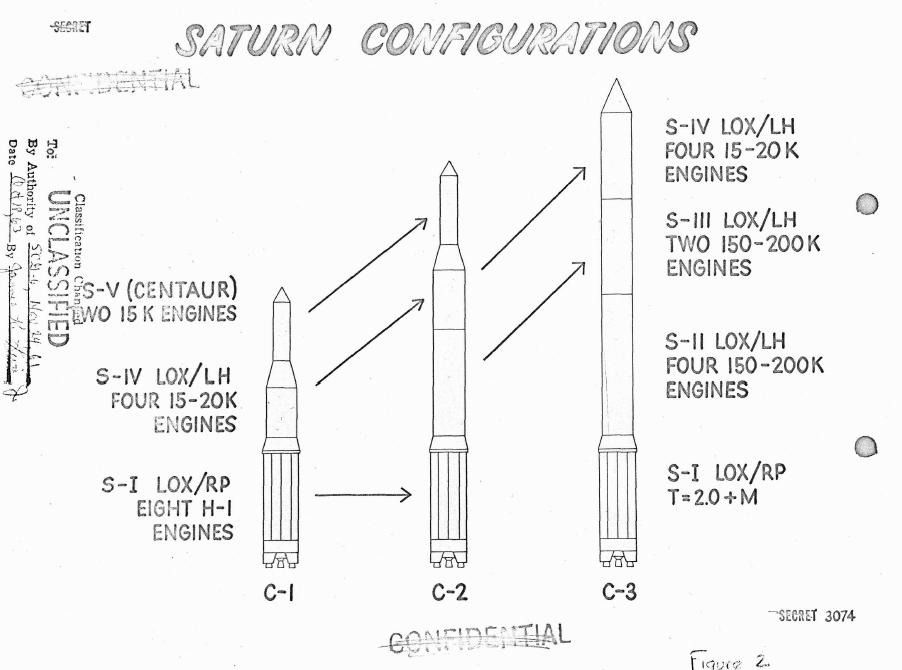 SECRET
SATURN CONFIGURATIONS
CONFIDENTIAL
Classification Changed
To: UNCLASSIFIED
By Authority of
Date By
S-V (CENTAUR)
TWO 15 K ENGINES
S-IV LOX/LH
FOUR 15-20K
ENGINES
S-I LOX/RP
EIGHT H-1
ENGINES
S-IV LOX/LH
FOUR 15-20K
ENGINES
S-III LOX/LH
TWO 150-200K
ENGINES
S-II LOX/LH
FOUR 150-200K
ENGINES
S-I LOX/RP
T=2.0+M
C-1
C-2
C-3
SECRET 3074
CONFIDENTIAL
Figure 2.